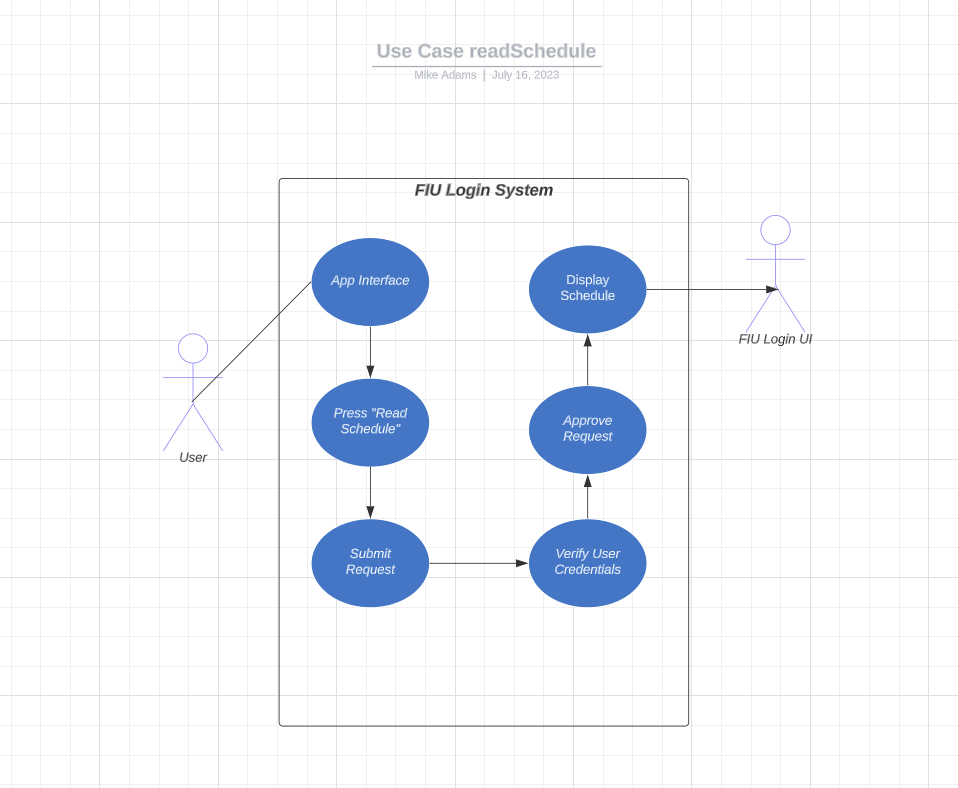 Use Case readSchedule
Mike Adams | July 16, 2023
FIU Login System
App Interface
Press "Read
Schedule"
Submit
Request
Verify User
Credentials
Approve
Request
Display
Schedule
User
FIU Login UI